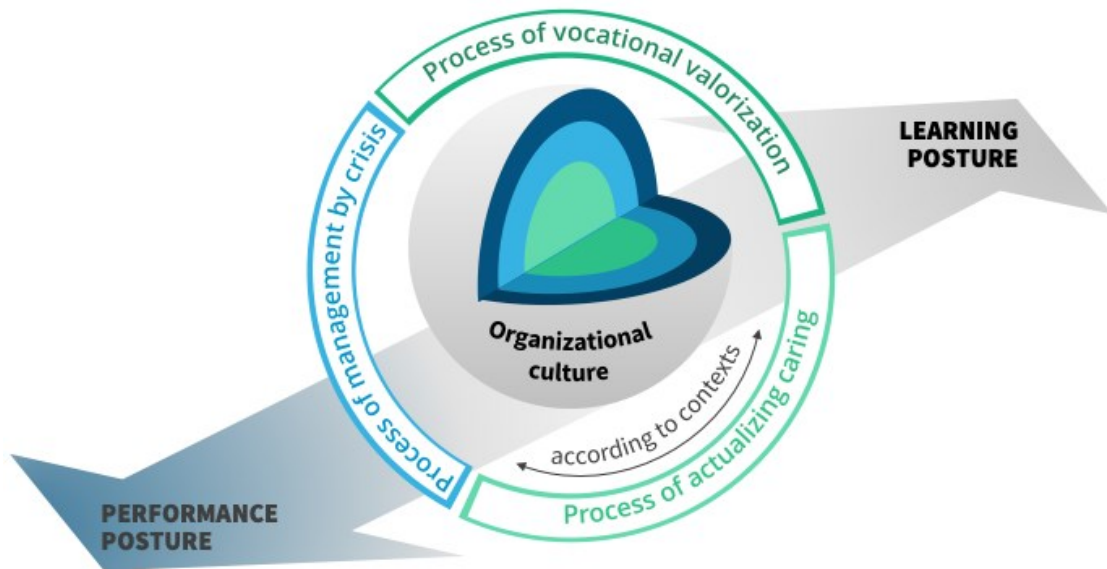 Process of vocational valorization
LEARNING
POSTURE
Process of management by crisis
Organizational
culture
according to contexts
Process of actualizing caring
PERFORMANCE
POSTURE